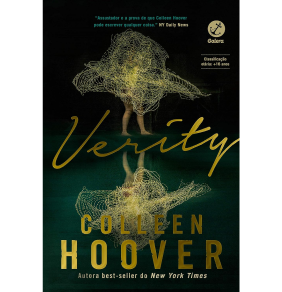 "Assustador e a prova de que Colleen Hoover
pode escrever qualquer coisa." NY Daily News
Galera
Classificação
etária: +18 anos
Verity
COLLEEN
HOOVER
Autora best-seller do New York Times